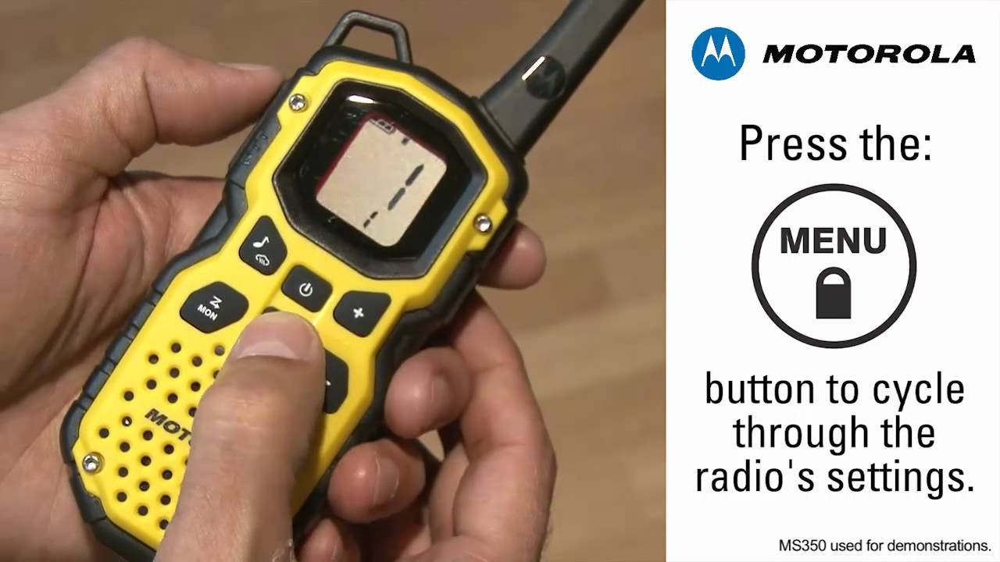 MOTOROLA
Press the:
MENU
button to cycle
through the
radio's settings.
MS350 used for demonstrations.
MON
MOTO